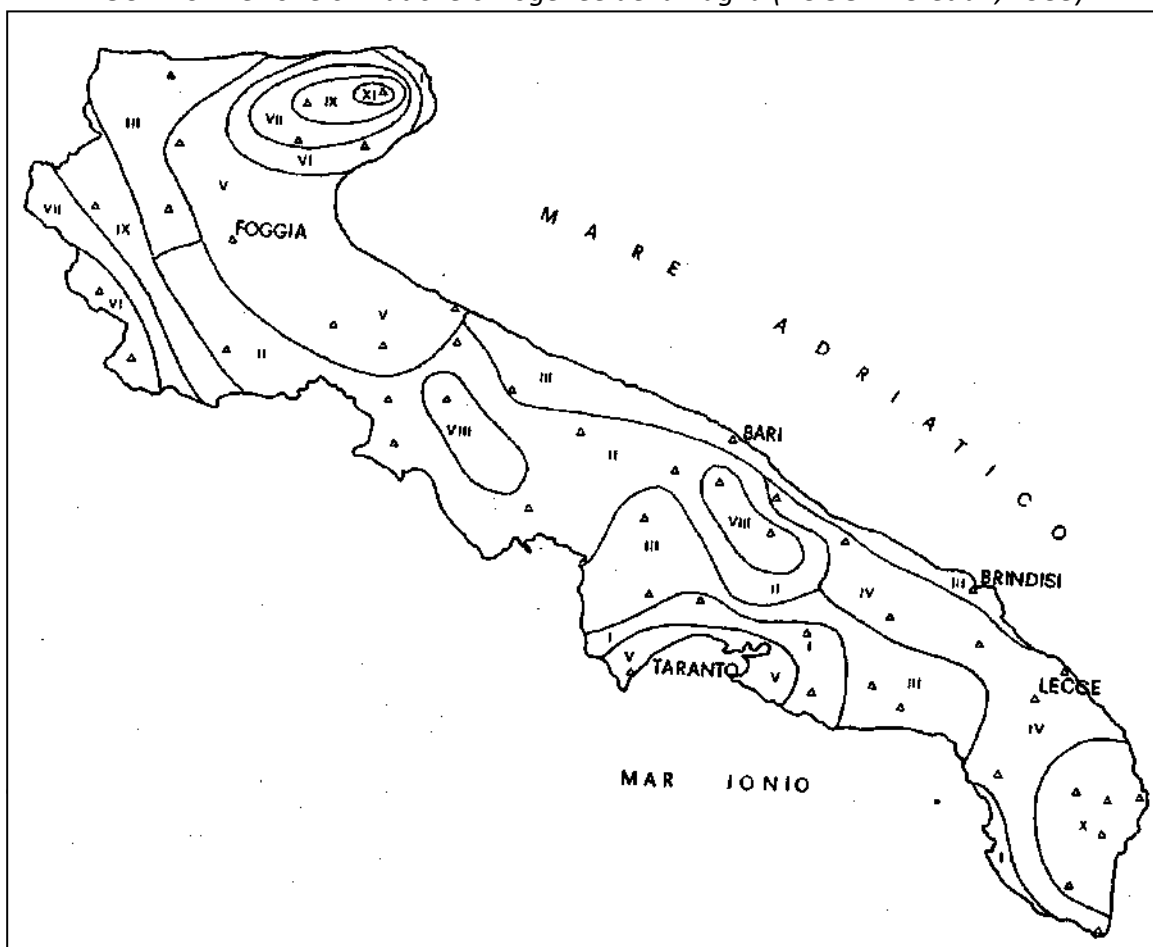 III
I
XI
IX
VII
VI
V
VII
IX
FOGGIA
MARE ADRIATICO
VI
V
II
III
BARI
VIII
II
VIII
III
II
IV
III
BRINDISI
I
I
V
TARANTO
V
III
LECCE
IV
MAR JONIO
X
I